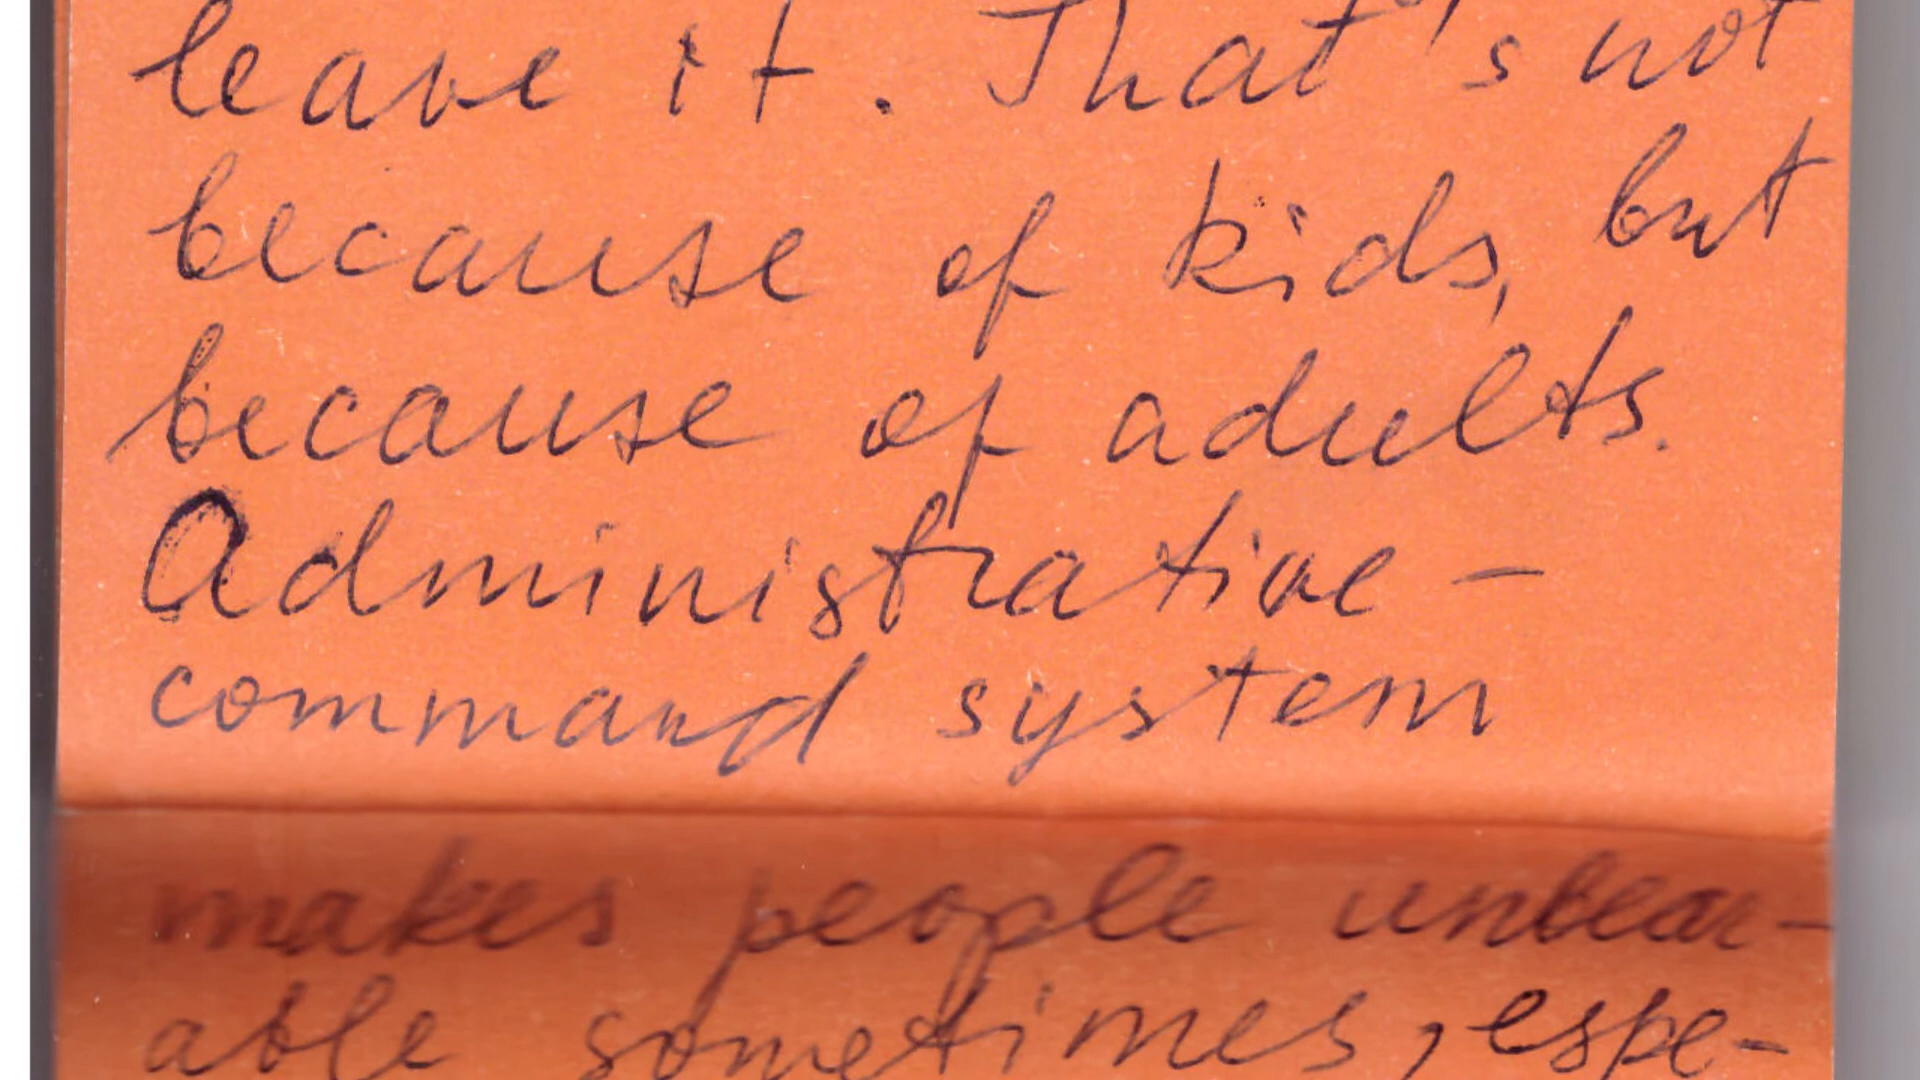 leave it. That's not
because of kids, but
because of adults.
Administrative -
command system
makes people unbear-
able sometimes, espe-